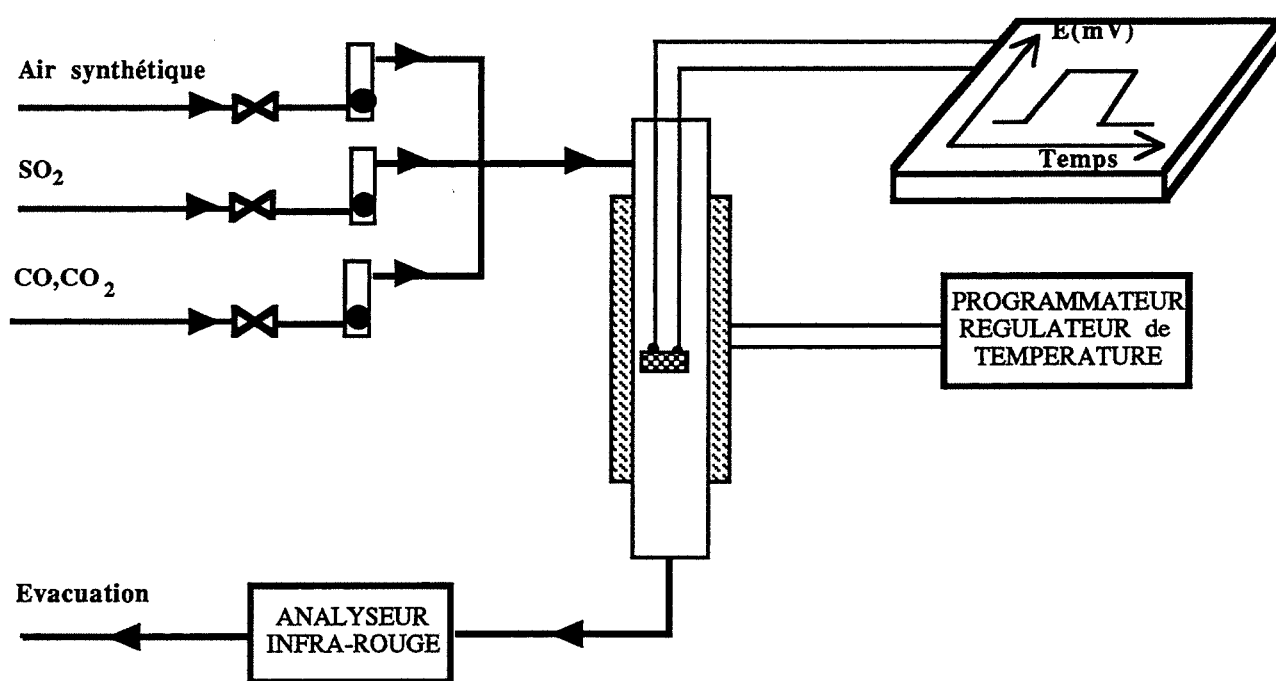 Air synthétique
SO2
CO,CO2
E(mV)
Temps
PROGRAMMATEUR
REGULATEUR de
TEMPERATURE
Evacuation
ANALYSEUR
INFRA-ROUGE